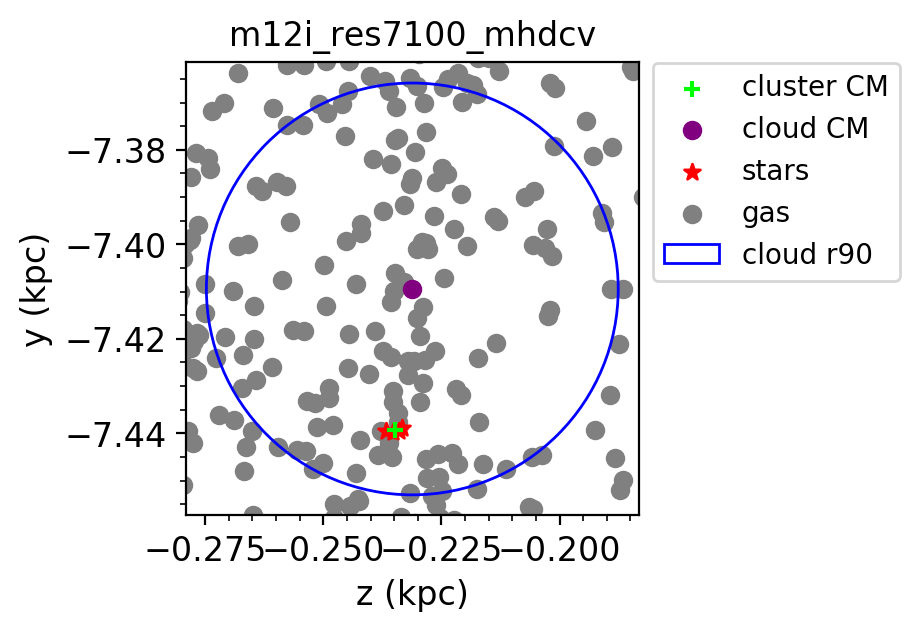 m12i_res7100_mhdcv
cluster CM
cloud CM
stars
gas
cloud r90
−7.38
−7.40
−7.42
−7.44
y (kpc)
−0.275 −0.250 −0.225 −0.200
z (kpc)